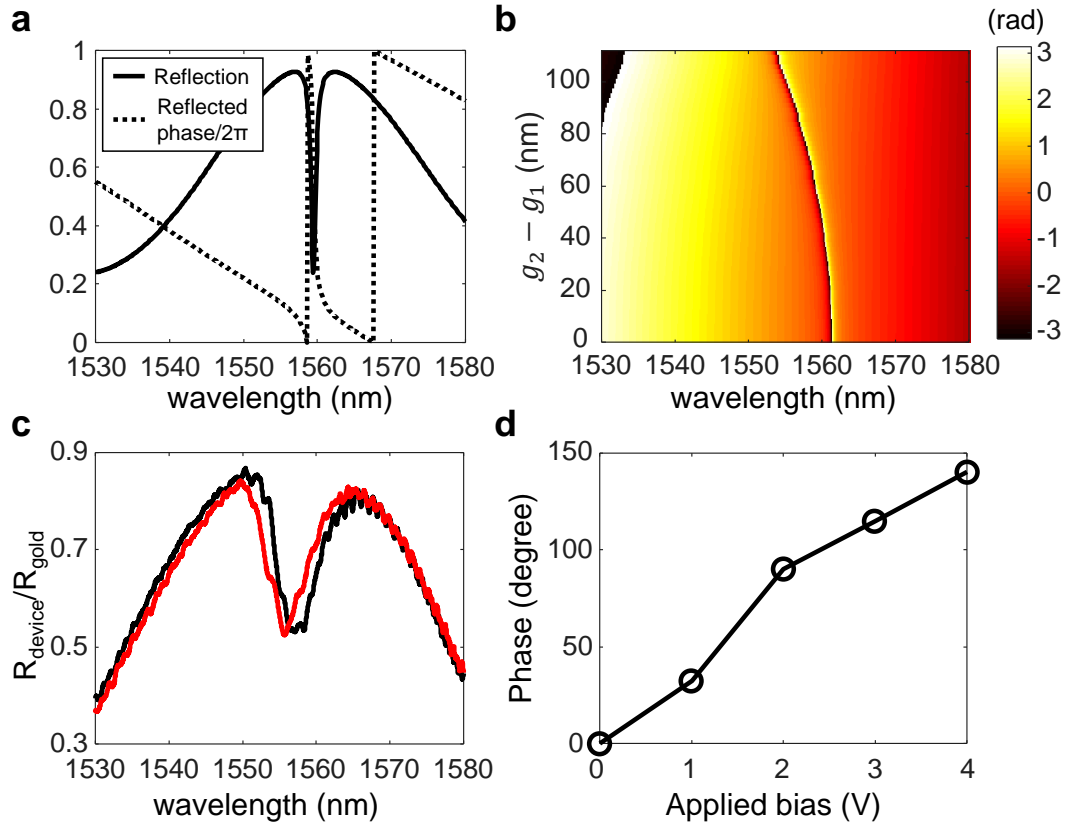 a
1
0.8
0.6
0.4
0.2
0
Reflection
Reflected
phase/2π
1530 1540 1550 1560 1570 1580
wavelength (nm)
b
(rad)
g₂ − g₁ (nm)
100
80
60
40
20
0
1530 1540 1550 1560 1570 1580
wavelength (nm)
3
2
1
0
-1
-2
-3
c
R_device/R_gold
0.9
0.7
0.5
0.3
1530 1540 1550 1560 1570 1580
wavelength (nm)
d
Phase (degree)
150
100
50
0
0 1 2 3 4
Applied bias (V)